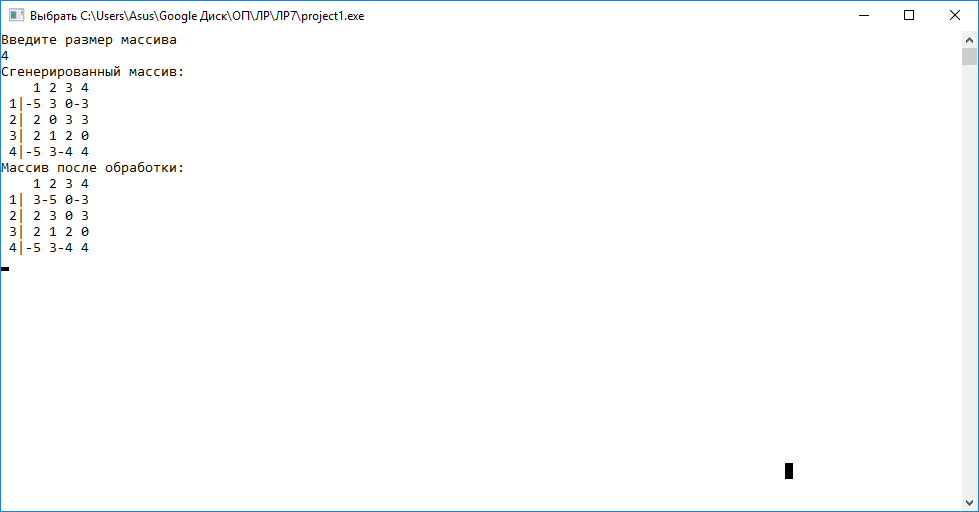 Выбрать C:\Users\Asus\Google Диск\ОП\ЛР\ЛР7\project1.exe
Введите размер массива
4
Сгенерированный массив:
    1 2 3 4
 1|-5 3 0-3
 2| 2 0 3 3
 3| 2 1 2 0
 4|-5 3-4 4
Массив после обработки:
    1 2 3 4
 1| 3-5 0-3
 2| 2 3 0 3
 3| 2 1 2 0
 4|-5 3-4 4